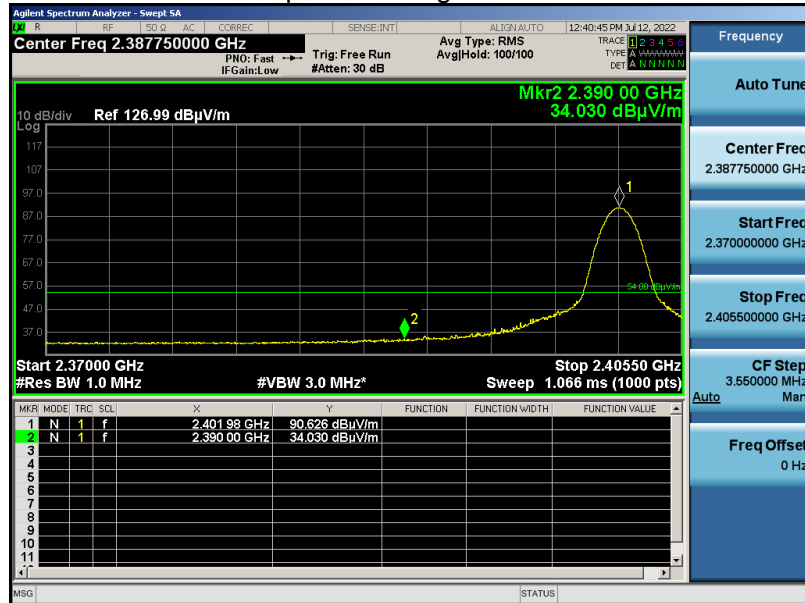 Agilent Spectrum Analyzer - Swept SA
LXI R RF 50 Ω AC CORREC SENSE:INT ALIGN AUTO 12:40:45 PM Jul 12, 2022
Center Freq 2.387750000 GHz
PNO: Fast
IFGain:Low
Trig: Free Run
#Atten: 30 dB
Avg Type: RMS
Avg|Hold: 100/100
TRACE 1 2 3 4 5 6
TYPE A WWWWW
DET A N N N N N
Mkr2 2.390 00 GHz
34.030 dBµV/m
10 dB/div Ref 126.99 dBµV/m
Log
117
107
97.0
87.0
77.0
67.0
57.0
47.0
37.0
1
2
54.00 dBµV/m
Start 2.37000 GHz Stop 2.40550 GHz
#Res BW 1.0 MHz #VBW 3.0 MHz* Sweep 1.066 ms (1000 pts)
MKR MODE TRC SCL X Y FUNCTION FUNCTION WIDTH FUNCTION VALUE
1 N 1 f 2.401 98 GHz 90.626 dBµV/m
2 N 1 f 2.390 00 GHz 34.030 dBµV/m
3
4
5
6
7
8
9
10
11
MSG STATUS
Frequency
Auto Tune
Center Freq
2.387750000 GHz
Start Freq
2.370000000 GHz
Stop Freq
2.405500000 GHz
CF Step
3.550000 MHz
Auto Man
Freq Offset
0 Hz